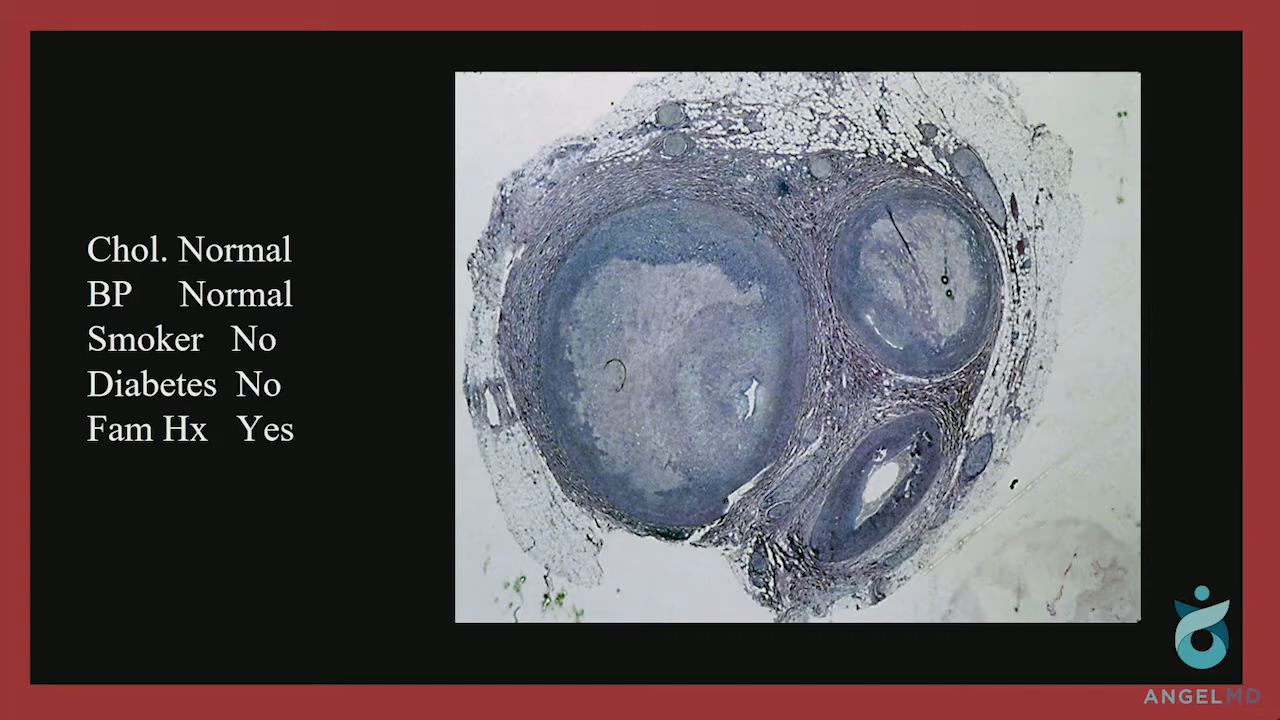 Chol. Normal
BP Normal
Smoker No
Diabetes No
Fam Hx Yes
ANGELMD